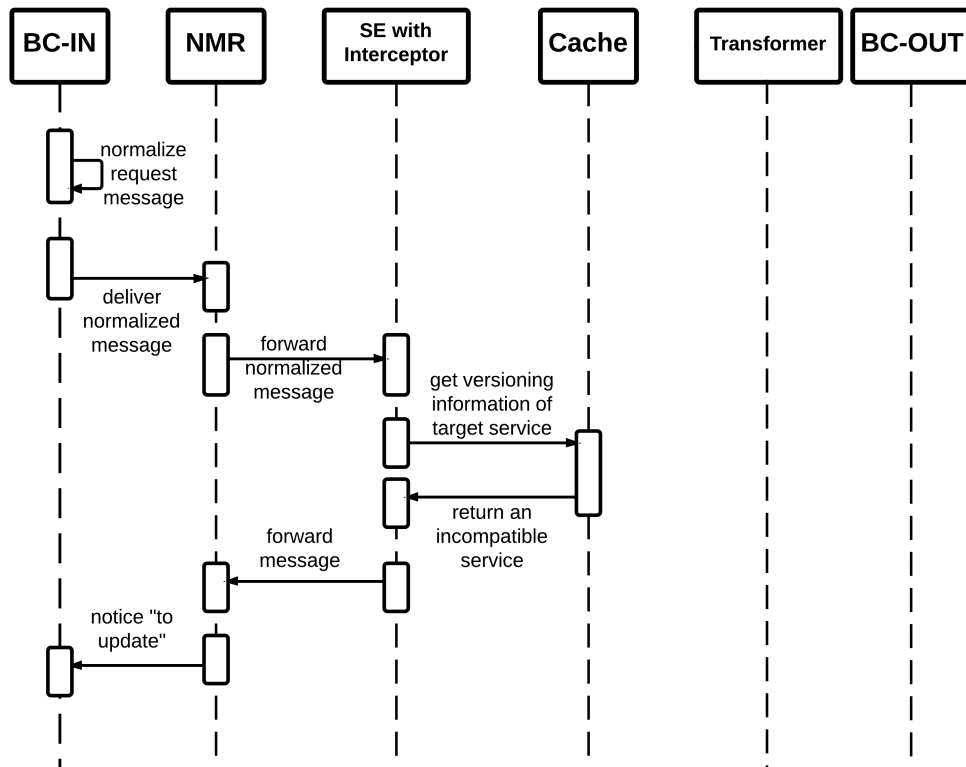 BC-IN
NMR
SE with
Interceptor
Cache
Transformer
BC-OUT
normalize
request
message
deliver
normalized
message
forward
normalized
message
get versioning
information of
target service
return an
incompatible
service
forward
message
notice "to
update"